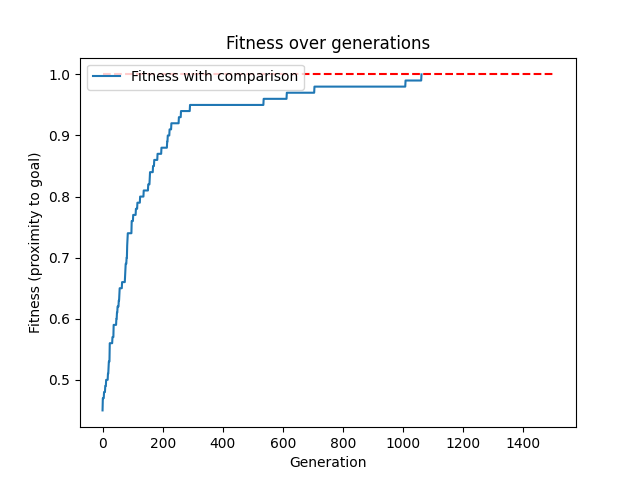 Fitness over generations
Fitness with comparison
1.0
0.9
0.8
0.7
0.6
0.5
Fitness (proximity to goal)
0 200 400 600 800 1000 1200 1400
Generation